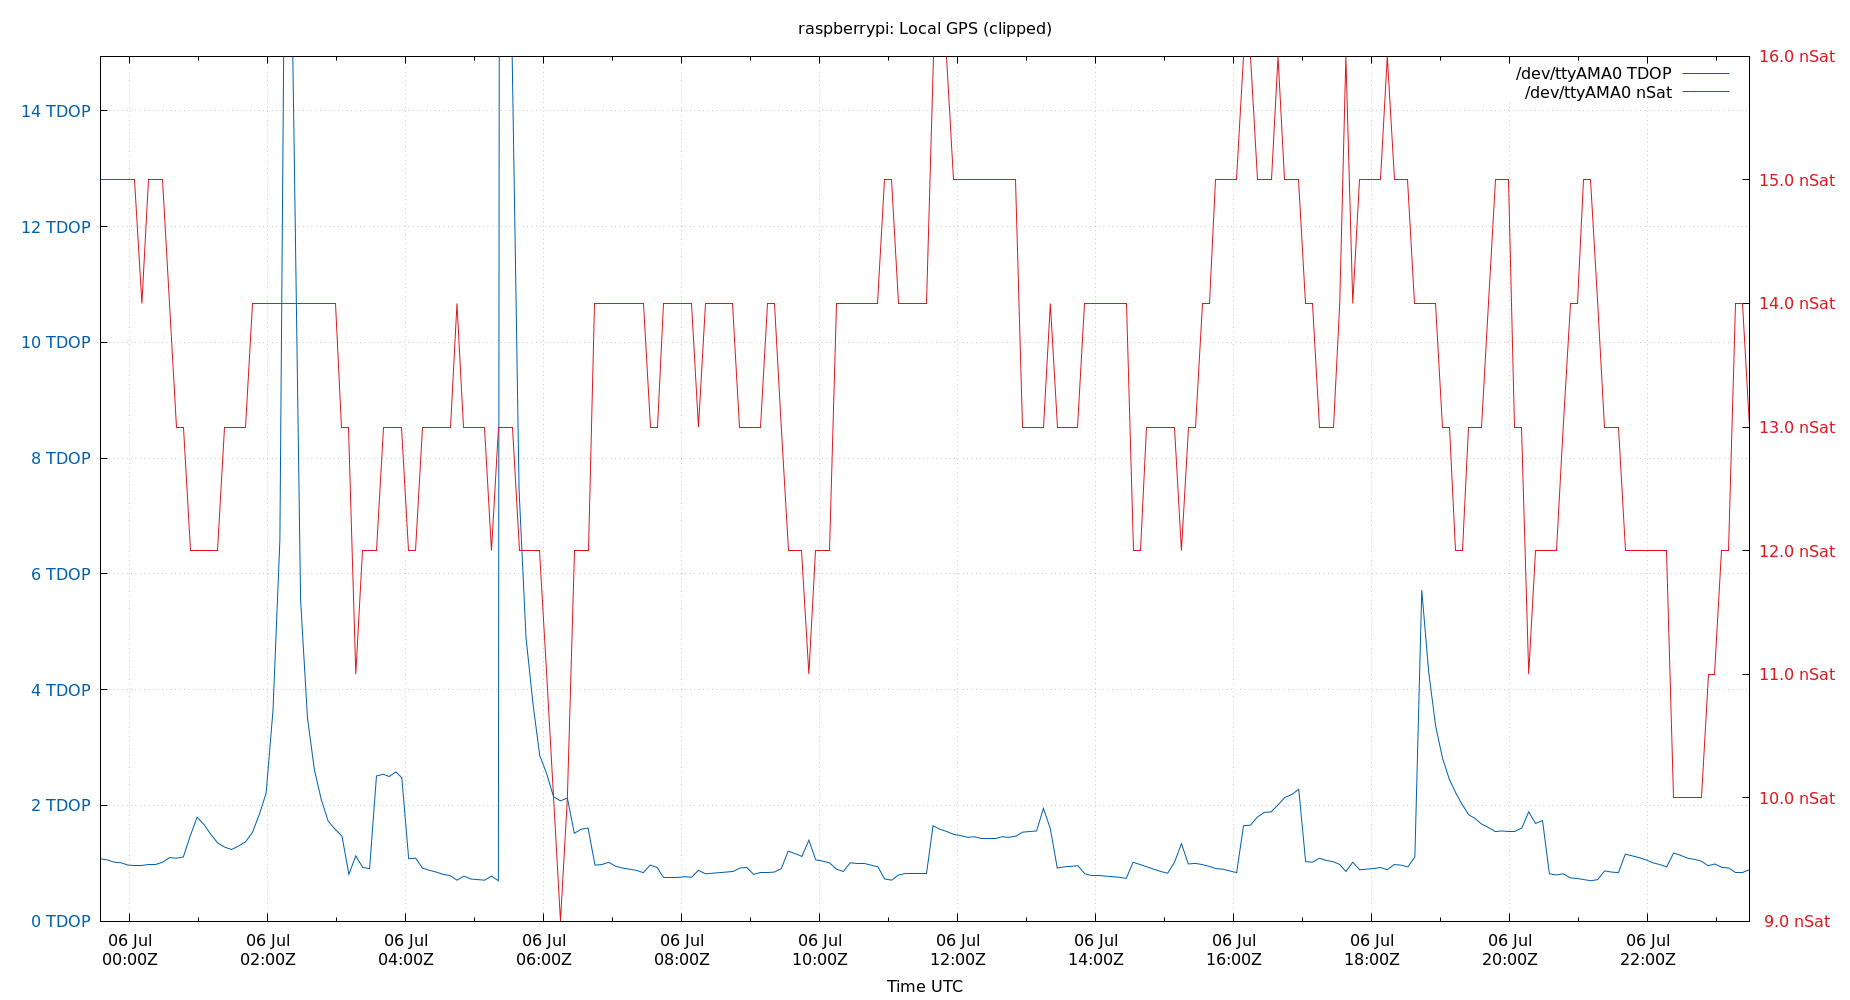 raspberrypi: Local GPS (clipped)
/dev/ttyAMA0 TDOP
/dev/ttyAMA0 nSat
14 TDOP
12 TDOP
10 TDOP
8 TDOP
6 TDOP
4 TDOP
2 TDOP
0 TDOP
16.0 nSat
15.0 nSat
14.0 nSat
13.0 nSat
12.0 nSat
11.0 nSat
10.0 nSat
9.0 nSat
06 Jul
00:00Z
06 Jul
02:00Z
06 Jul
04:00Z
06 Jul
06:00Z
06 Jul
08:00Z
06 Jul
10:00Z
06 Jul
12:00Z
06 Jul
14:00Z
06 Jul
16:00Z
06 Jul
18:00Z
06 Jul
20:00Z
06 Jul
22:00Z
Time UTC